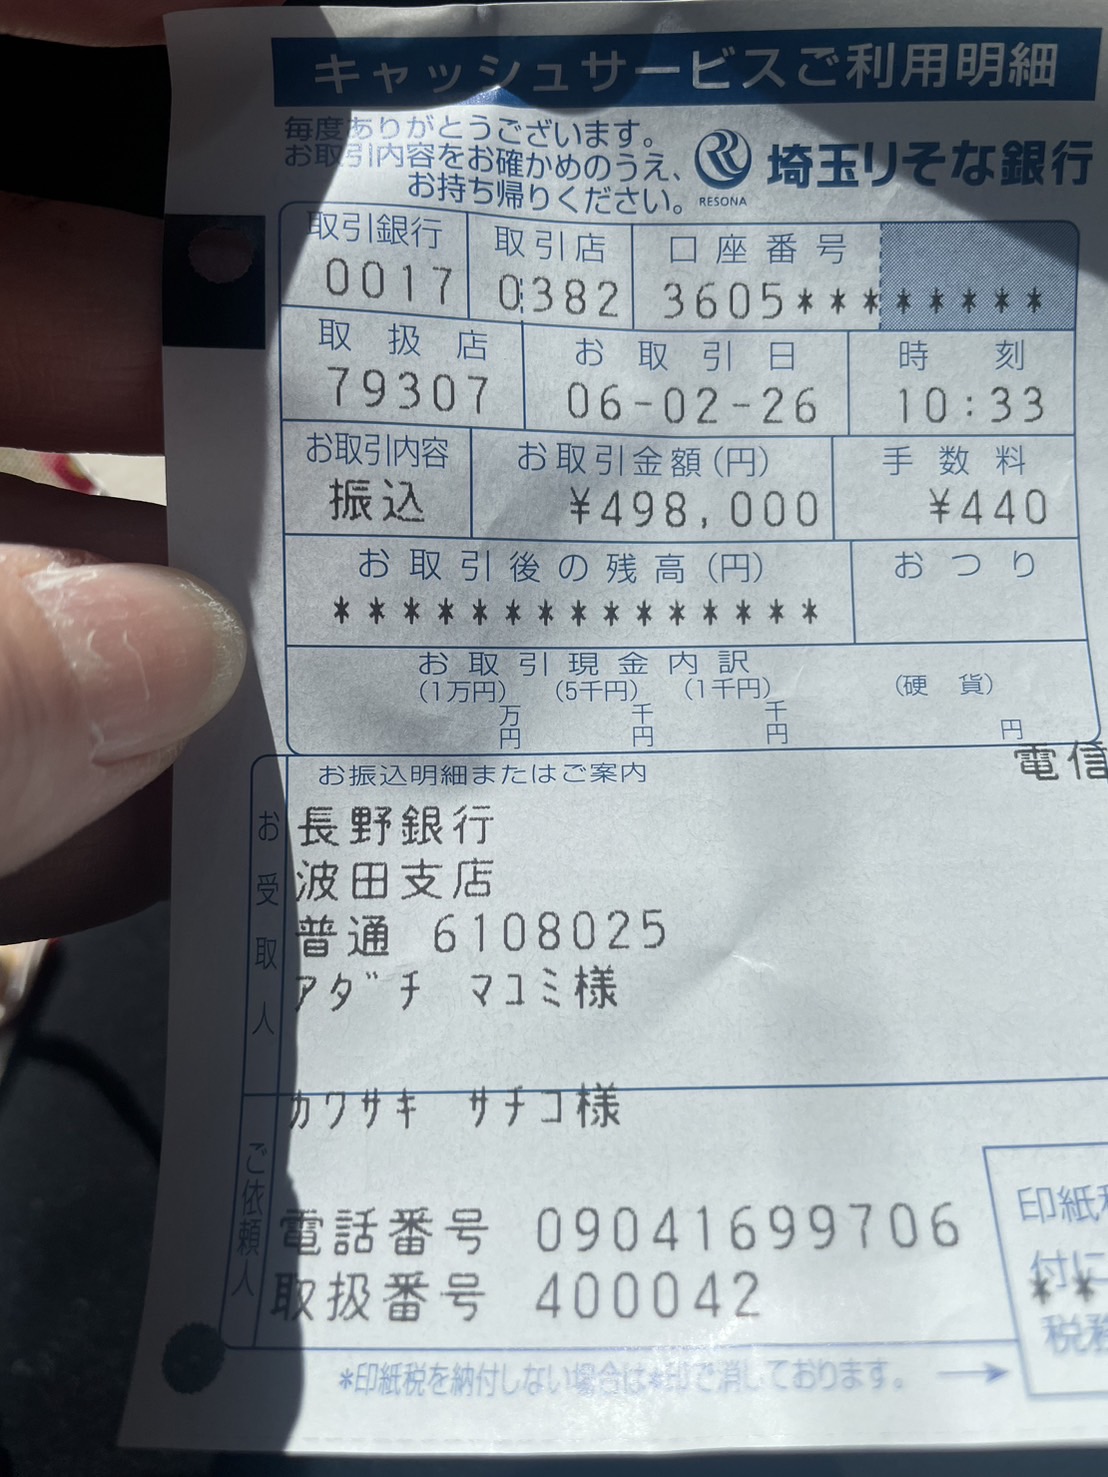 キャッシュサービスご利用明細
毎度ありがとうございます。
お取引内容をお確かめのうえ、
お持ち帰りください。
RESONA
埼玉りそな銀行
取引銀行 取引店 口座番号
0017 0382 3605********
取扱店 お取引日 時刻
79307 06-02-26 10:33
お取引内容 お取引金額(円) 手数料
振込 ¥498,000 ¥440
お取引後の残高(円) おつり
***************
お取引現金内訳
(1万円) (5千円) (1千円) (硬貨)
万円 千円 千円 円
お振込明細またはご案内
電信
お受取人
長野銀行
波田支店
普通 6108025
アダチ マユミ様
ご依頼人
カワサキ サチコ様
電話番号 09041699706
取扱番号 400042
印紙税
付に
**
税務
*印紙税を納付しない場合は*印で消しております。